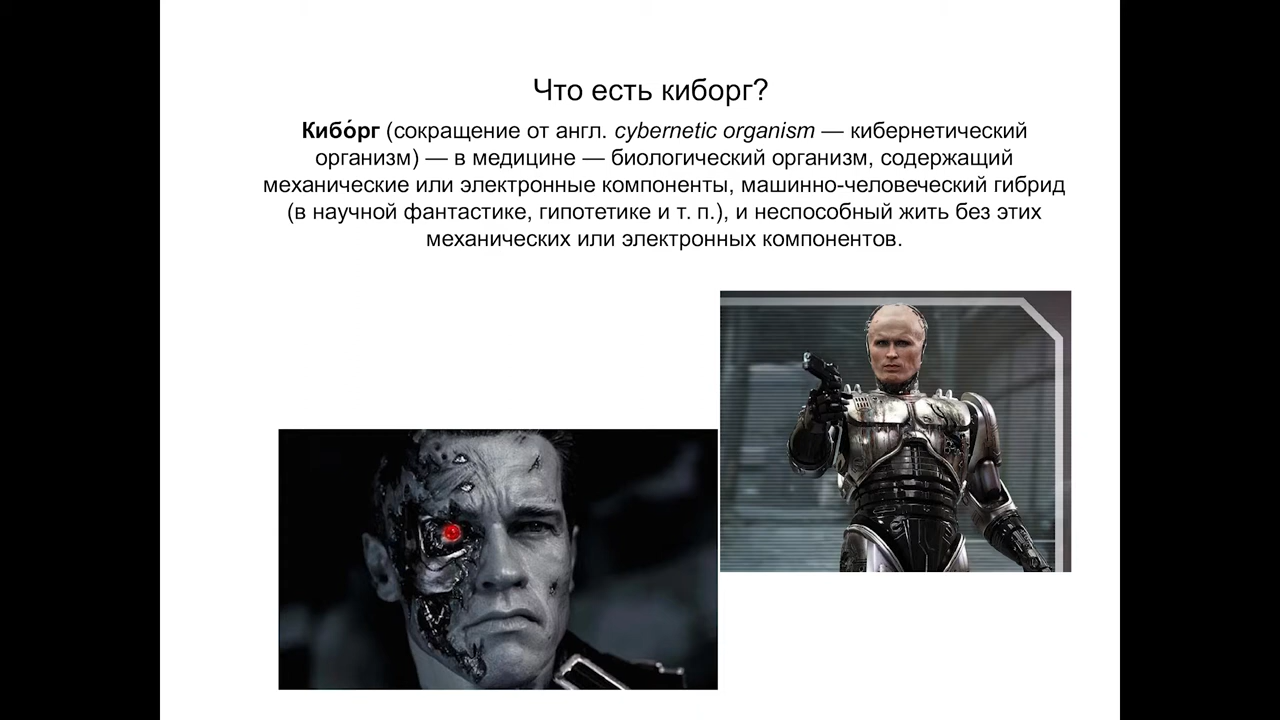 Что есть киборг?
Кибо́рг (сокращение от англ. cybernetic organism — кибернетический
организм) — в медицине — биологический организм, содержащий
механические или электронные компоненты, машинно-человеческий гибрид
(в научной фантастике, гипотетике и т. п.), и неспособный жить без этих
механических или электронных компонентов.